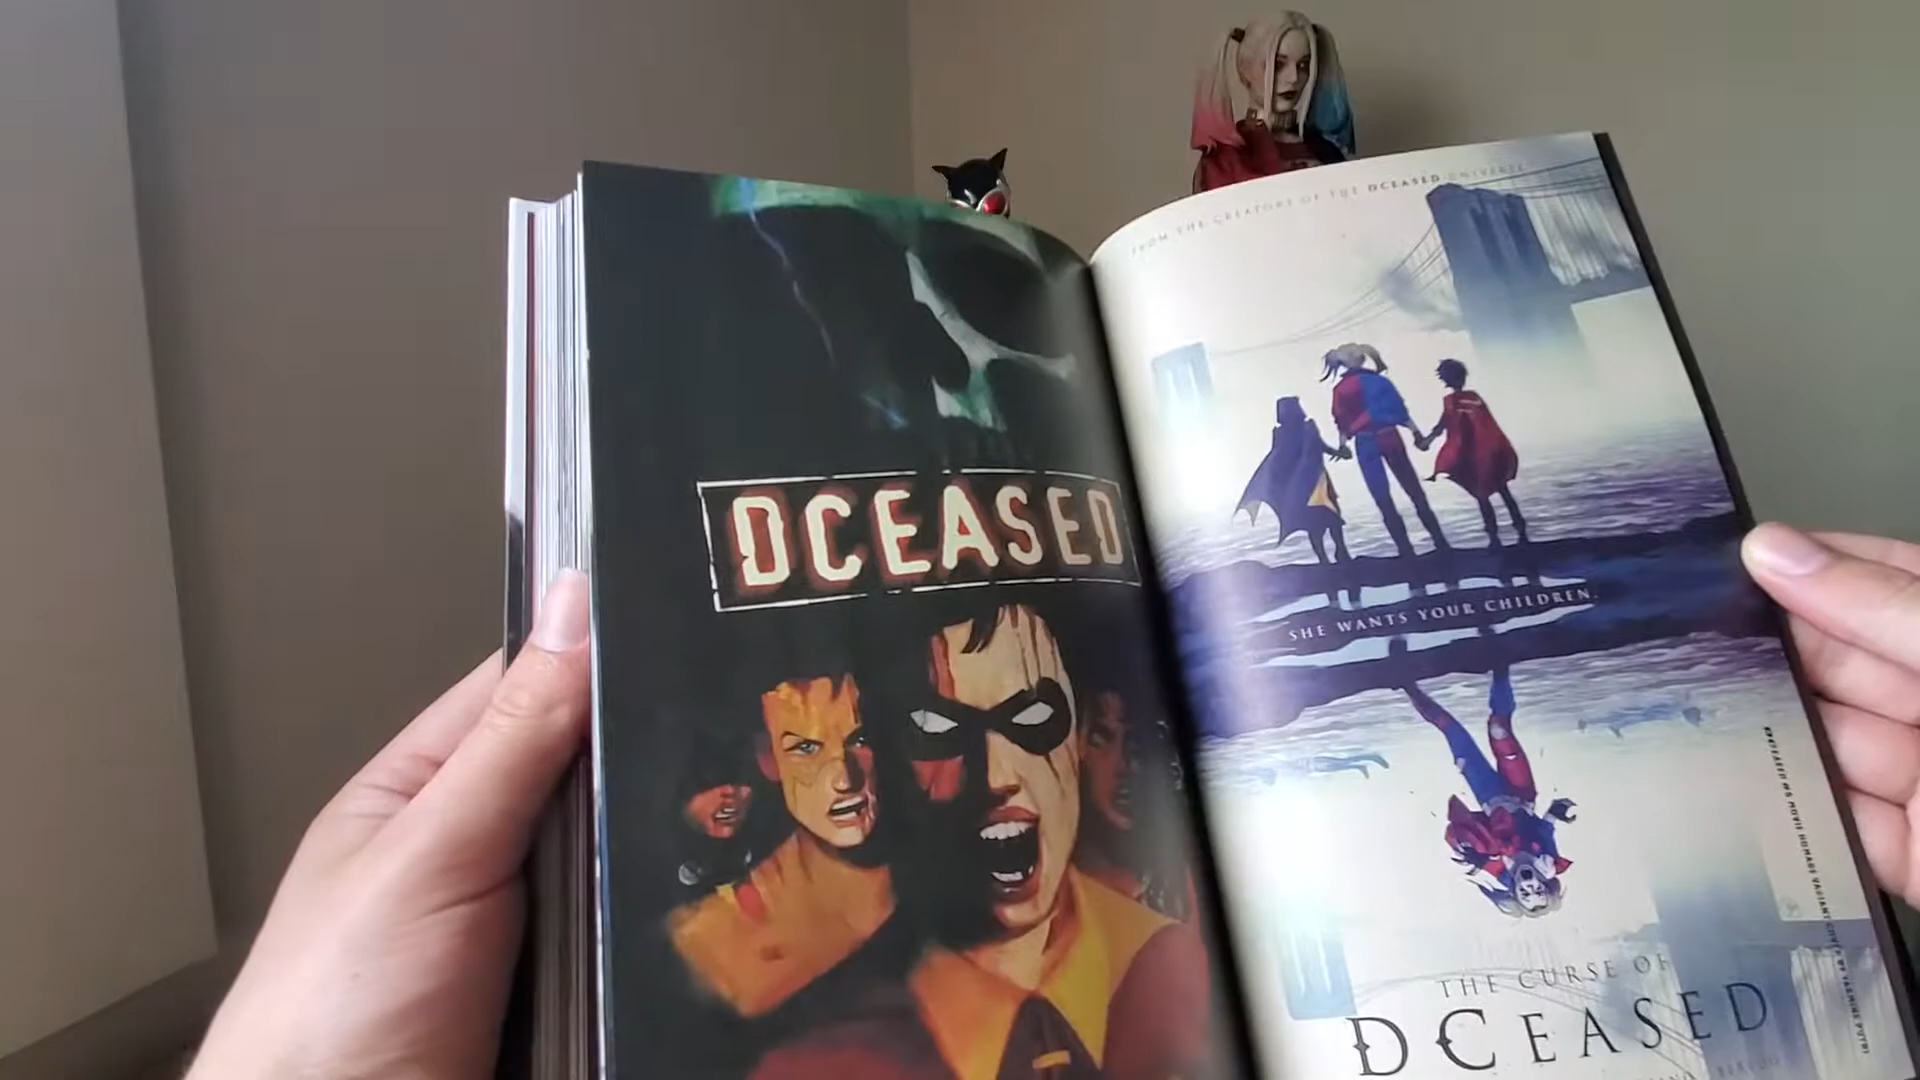 DCEASED
FROM THE CREATORS OF THE DCEASED UNIVERSE
SHE WANTS YOUR CHILDREN.
THE CURSE OF
DCEASED